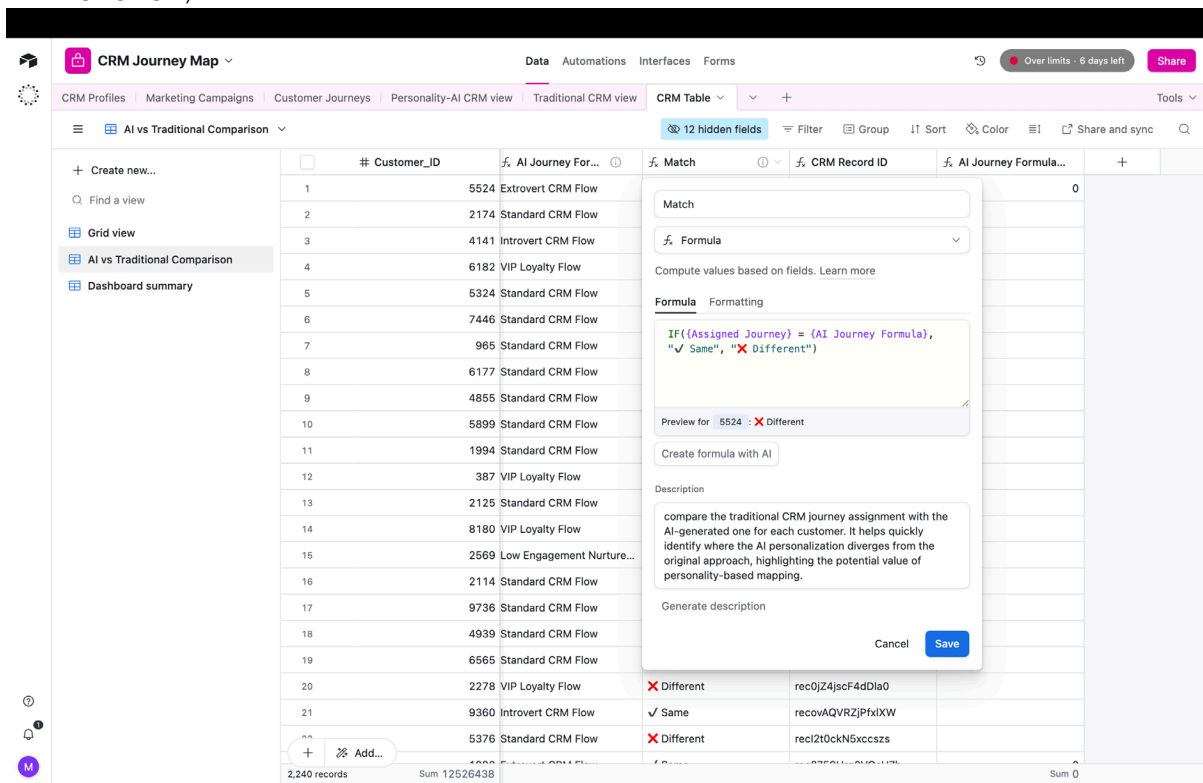 CRM Journey Map
Data Automations Interfaces Forms
Over limits · 6 days left
Share
CRM Profiles Marketing Campaigns Customer Journeys Personality-AI CRM view Traditional CRM view CRM Table
Tools
AI vs Traditional Comparison
12 hidden fields Filter Group Sort Color Share and sync
Create new...
Find a view
Grid view
AI vs Traditional Comparison
Dashboard summary
# Customer_ID fx AI Journey For... fx Match fx CRM Record ID fx AI Journey Formula...
1 5524 Extrovert CRM Flow 0
2 2174 Standard CRM Flow
3 4141 Introvert CRM Flow
4 6182 VIP Loyalty Flow
5 5324 Standard CRM Flow
6 7446 Standard CRM Flow
7 965 Standard CRM Flow
8 6177 Standard CRM Flow
9 4855 Standard CRM Flow
10 5899 Standard CRM Flow
11 1994 Standard CRM Flow
12 387 VIP Loyalty Flow
13 2125 Standard CRM Flow
14 8180 VIP Loyalty Flow
15 2569 Low Engagement Nurture...
16 2114 Standard CRM Flow
17 9736 Standard CRM Flow
18 4939 Standard CRM Flow
19 6565 Standard CRM Flow
20 2278 VIP Loyalty Flow ❌ Different rec0jZ4jscF4dDla0
21 9360 Introvert CRM Flow ✔ Same recovAQVRZjPfxlXW
5376 Standard CRM Flow ❌ Different recl2t0ckN5xccszs
Match
fx Formula
Compute values based on fields. Learn more
Formula Formatting
IF({Assigned Journey} = {AI Journey Formula},
"✔ Same", "❌ Different")
Preview for 5524 : ❌ Different
Create formula with AI
Description
compare the traditional CRM journey assignment with the
AI-generated one for each customer. It helps quickly
identify where the AI personalization diverges from the
original approach, highlighting the potential value of
personality-based mapping.
Generate description
Cancel Save
+ Add...
2,240 records Sum 12526438 Sum 0
1
M